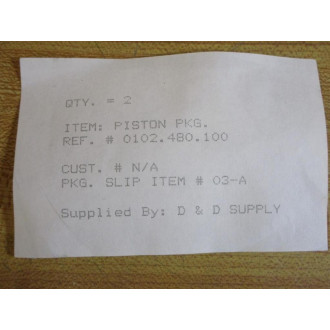 QTY. = 2
ITEM: PISTON PKG.
REF. # 0102.480.100
CUST. # N/A
PKG. SLIP ITEM # 03-A
Supplied By: D & D SUPPLY